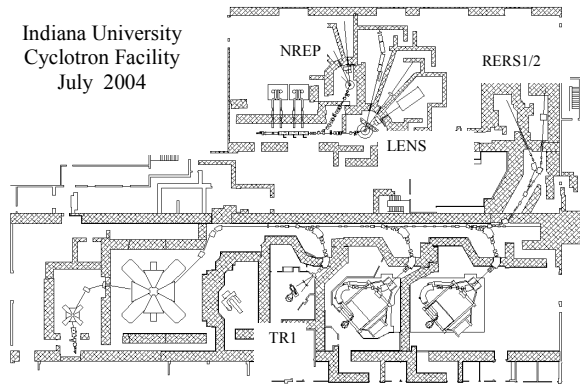 Indiana University
Cyclotron Facility
July 2004
NREP
RERS1/2
LENS
TR1